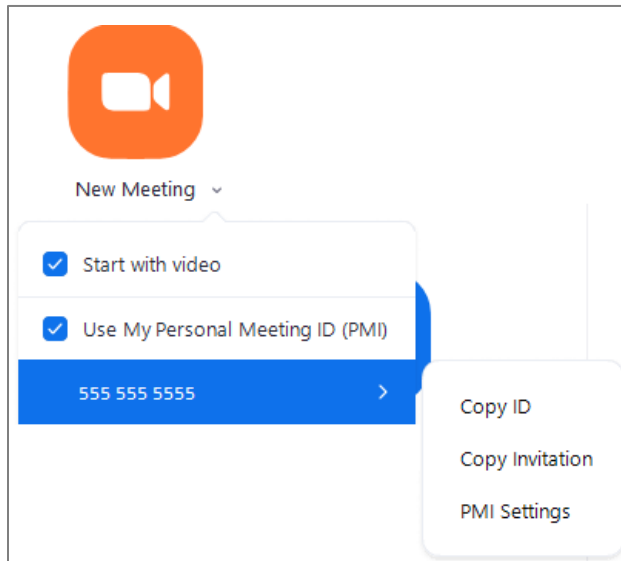 New Meeting
Start with video
Use My Personal Meeting ID (PMI)
555 555 5555
Copy ID
Copy Invitation
PMI Settings